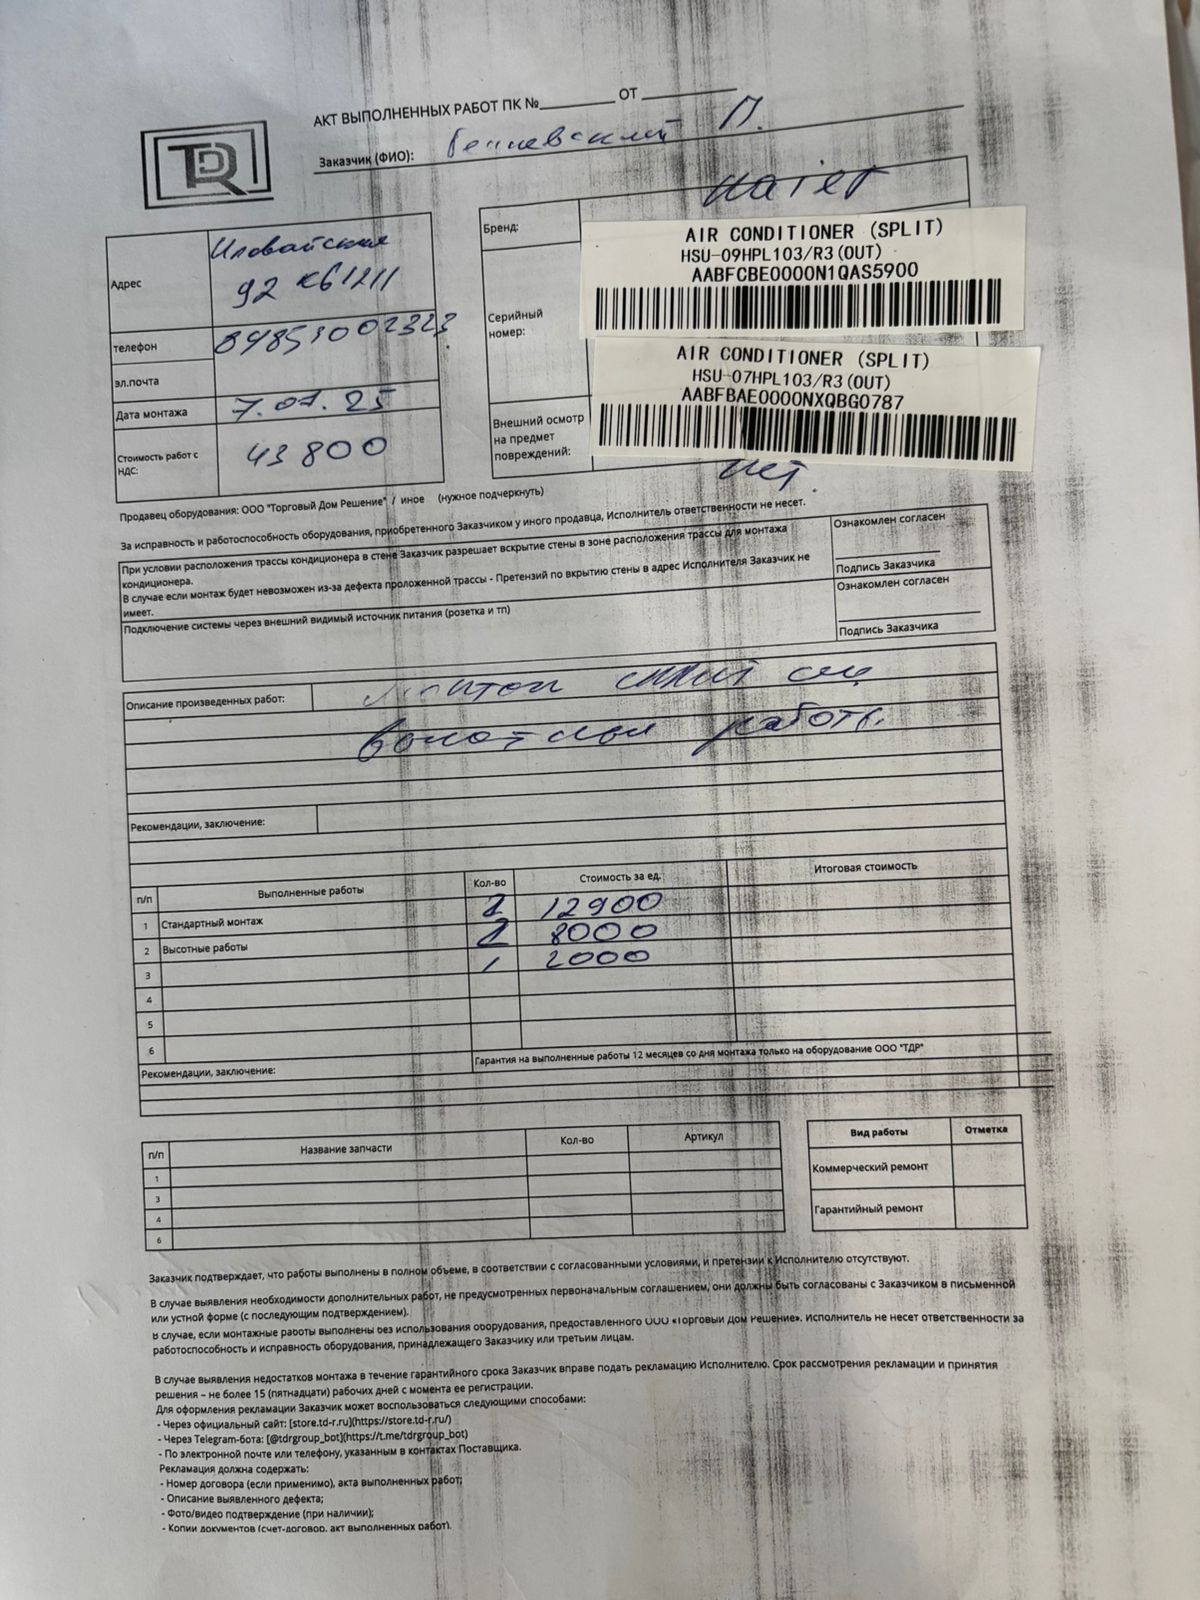 АКТ ВЫПОЛНЕННЫХ РАБОТ ПК №________ ОТ ________
TDR
Заказчик (ФИО): П.
Адрес
92 кв 1211
телефон
89851002323
эл.почта
Дата монтажа 7.07.25
Стоимость работ с НДС: 43800
Бренд: Haier
Серийный номер:
AIR CONDITIONER (SPLIT)
HSU-09HPL103/R3(OUT)
AABFCBE0000N1QAS5900
AIR CONDITIONER (SPLIT)
HSU-07HPL103/R3(OUT)
AABFBAE0000NXQBG0787
Внешний осмотр на предмет повреждений: нет.
Продавец оборудования: ООО "Торговый Дом Решение" / иное (нужное подчеркнуть)
За исправность и работоспособность оборудования, приобретенного Заказчиком у иного продавца, Исполнитель ответственности не несет.
При условии расположения трассы кондиционера в стене Заказчик разрешает вскрытие стены в зоне расположения трассы для монтажа
кондиционера.
В случае если монтаж будет невозможен из-за дефекта проложенной трассы - Претензий по вкрытию стены в адрес Исполнителя Заказчик не
имеет.
Ознакомлен согласен
Подпись Заказчика
Подключение системы через внешний видимый источник питания (розетка и тп)
Ознакомлен согласен
Подпись Заказчика
Описание произведенных работ: монтаж сплит
работы.
Рекомендации, заключение:
п/п Выполненные работы Кол-во Стоимость за ед. Итоговая стоимость
1 Стандартный монтаж 2 12900
2 Высотные работы 2 8000
3 1 2000
4
5
6
Гарантия на выполненные работы 12 месяцев со дня монтажа только на оборудование ООО "ТДР"
Рекомендации, заключение:
п/п Название запчасти Кол-во Артикул
1
3
4
6
Вид работы Отметка
Коммерческий ремонт
Гарантийный ремонт
Заказчик подтверждает, что работы выполнены в полном объеме, в соответствии с согласованными условиями, и претензии к Исполнителю отсутствуют.
В случае выявления необходимости дополнительных работ, не предусмотренных первоначальным соглашением, они должны быть согласованы с Заказчиком в письменной
или устной форме (с последующим подтверждением).
В случае, если монтажные работы выполнены без использования оборудования, предоставленного ООО «Торговый Дом Решение». Исполнитель не несет ответственности за
работоспособность и исправность оборудования, принадлежащего Заказчику или третьим лицам.
В случае выявления недостатков монтажа в течение гарантийного срока Заказчик вправе подать рекламацию Исполнителю. Срок рассмотрения рекламации и принятия
решения – не более 15 (пятнадцати) рабочих дней с момента ее регистрации.
Для оформления рекламации Заказчик может воспользоваться следующими способами:
- Через официальный сайт: [store.td-r.ru](https://store.td-r.ru/)
- Через Telegram-бота: [@tdrgroup_bot](https://t.me/tdrgroup_bot)
- По электронной почте или телефону, указанным в контактах Поставщика.
Рекламация должна содержать:
- Номер договора (если применимо), акта выполненных работ;
- Описание выявленного дефекта;
- Фото/видео подтверждение (при наличии);
- Копии документов (счет-договор, акт выполненных работ).